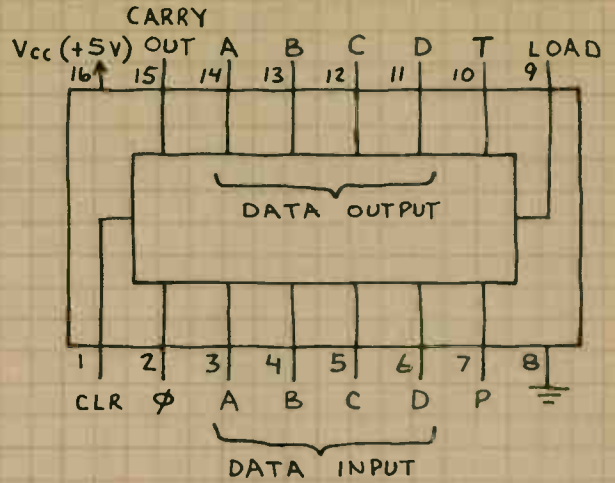 CARRY
Vcc (+5V) OUT A B C D T LOAD
16 15 14 13 12 11 10 9
DATA OUTPUT
1 2 3 4 5 6 7 8
CLR ⌀ A B C D P
DATA INPUT